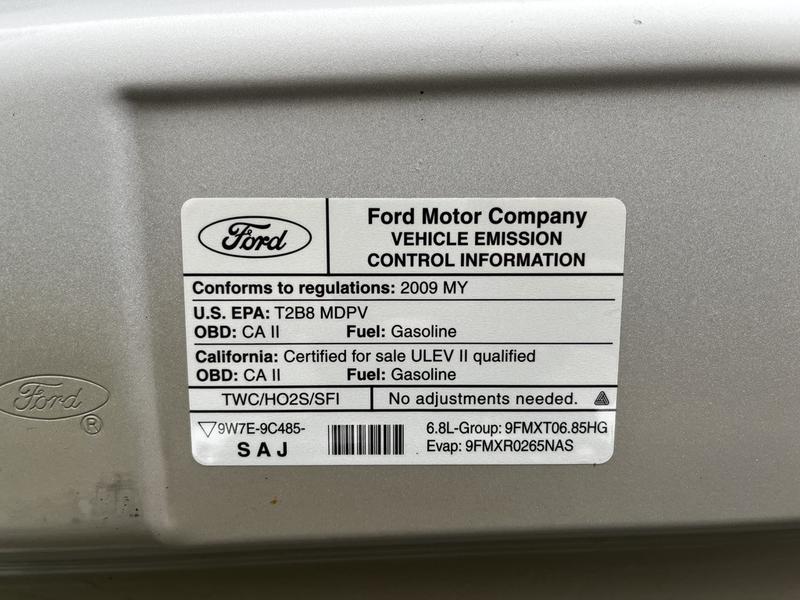 Ford
Ford Motor Company
VEHICLE EMISSION
CONTROL INFORMATION
Conforms to regulations: 2009 MY
U.S. EPA: T2B8 MDPV
OBD: CA II Fuel: Gasoline
California: Certified for sale ULEV II qualified
OBD: CA II Fuel: Gasoline
TWC/HO2S/SFI No adjustments needed.
9W7E-9C485-
S A J
6.8L-Group: 9FMXT06.85HG
Evap: 9FMXR0265NAS
Ford ®